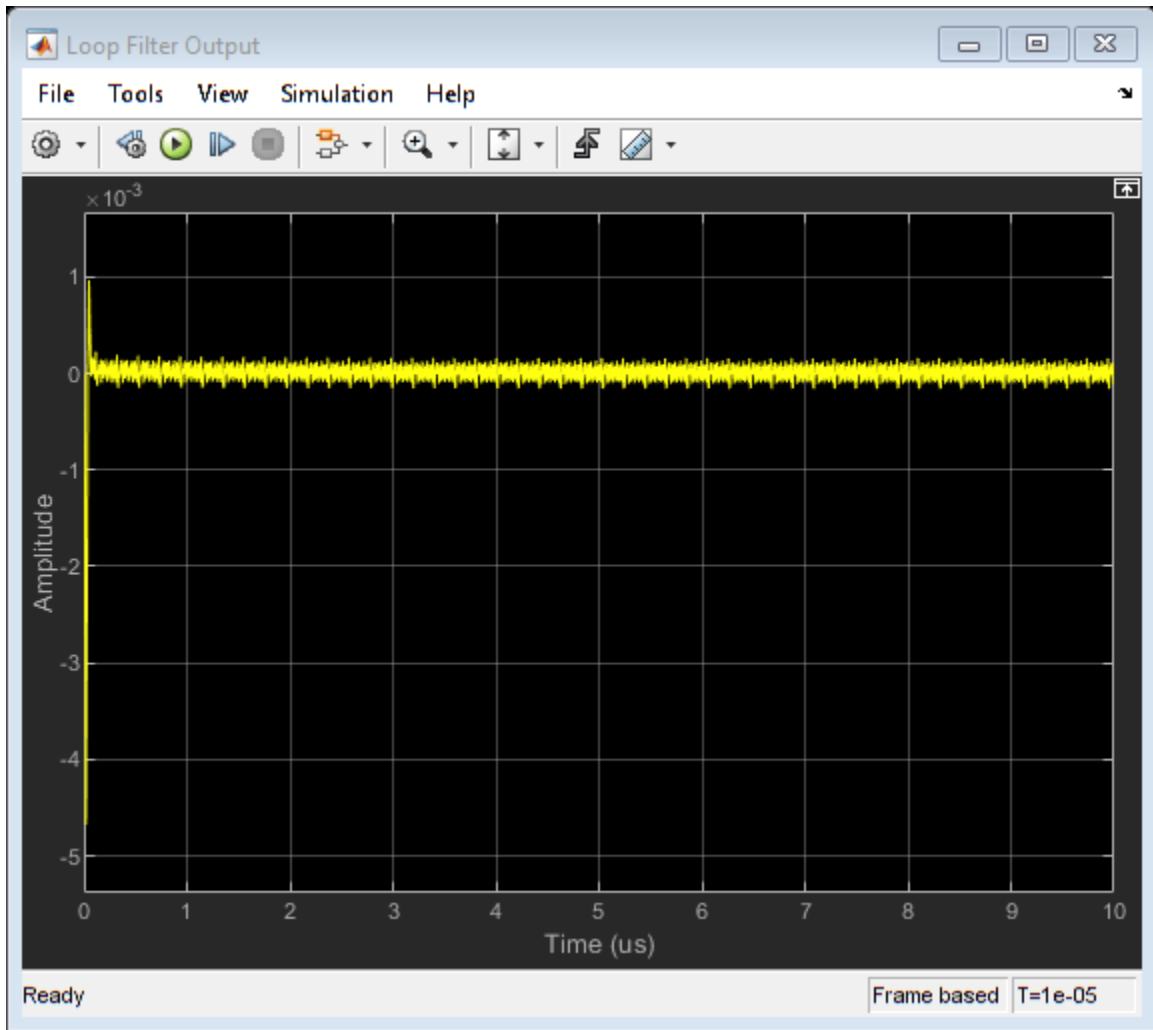 Loop Filter Output
File Tools View Simulation Help
×10-3
1
0
-1
-2
-3
-4
-5
Amplitude
0 1 2 3 4 5 6 7 8 9 10
Time (us)
Ready Frame based T=1e-05